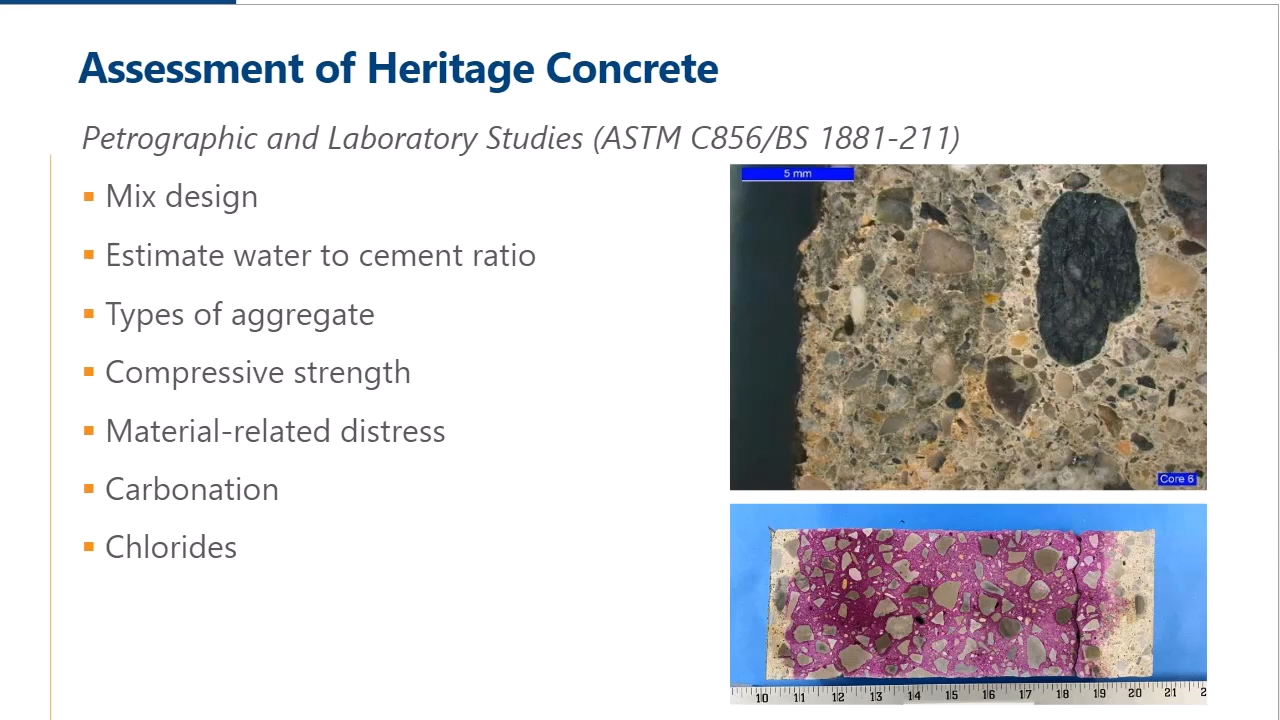 Assessment of Heritage Concrete
Petrographic and Laboratory Studies (ASTM C856/BS 1881-211)
Mix design
Estimate water to cement ratio
Types of aggregate
Compressive strength
Material-related distress
Carbonation
Chlorides
5 mm
Core 6
10 11 12 13 14 15 16 17 18 19 20 21 2